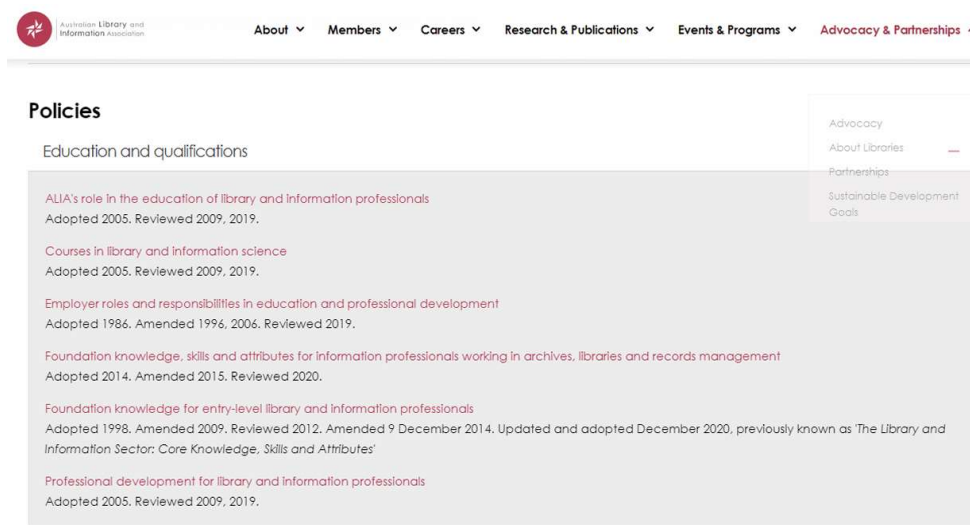 Australian Library and
Information Association
About
Members
Careers
Research & Publications
Events & Programs
Advocacy & Partnerships
Policies
Advocacy
About Libraries
Partnerships
Sustainable Development
Goals
Education and qualifications
ALIA's role in the education of library and information professionals
Adopted 2005. Reviewed 2009, 2019.
Courses in library and information science
Adopted 2005. Reviewed 2009, 2019.
Employer roles and responsibilities in education and professional development
Adopted 1986. Amended 1996, 2006. Reviewed 2019.
Foundation knowledge, skills and attributes for information professionals working in archives, libraries and records management
Adopted 2014. Amended 2015. Reviewed 2020.
Foundation knowledge for entry-level library and information professionals
Adopted 1998. Amended 2009. Reviewed 2012. Amended 9 December 2014. Updated and adopted December 2020, previously known as 'The Library and
Information Sector: Core Knowledge, Skills and Attributes'
Professional development for library and information professionals
Adopted 2005. Reviewed 2009, 2019.